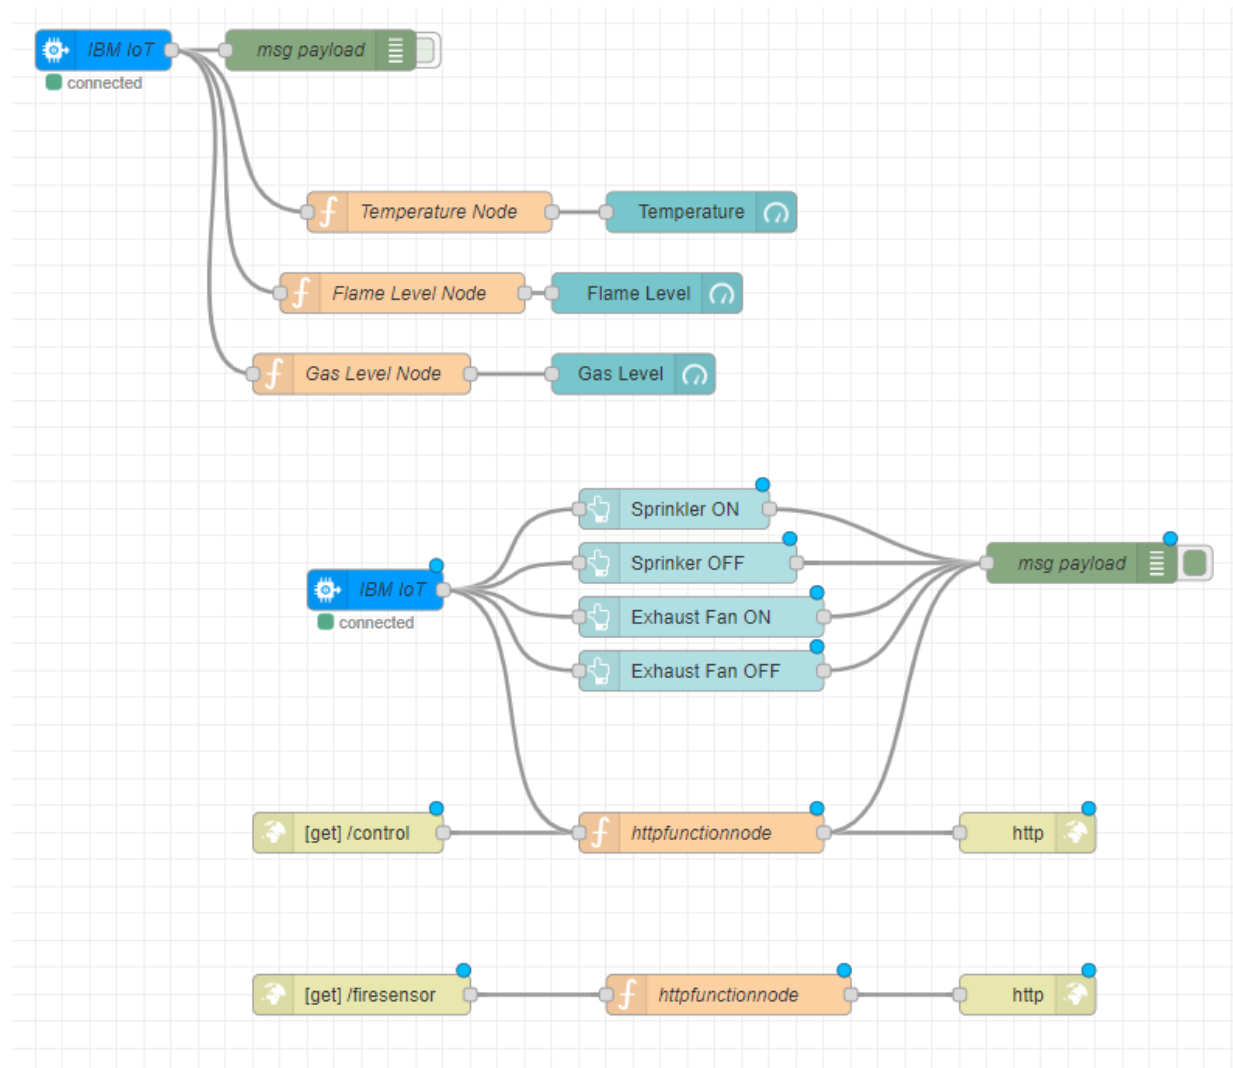 IBM IoT
msg payload
connected
Temperature Node
Temperature
Flame Level Node
Flame Level
Gas Level Node
Gas Level
Sprinkler ON
Sprinker OFF
msg payload
IBM IoT
Exhaust Fan ON
connected
Exhaust Fan OFF
[get] /control
httpfunctionnode
http
[get] /firesensor
httpfunctionnode
http